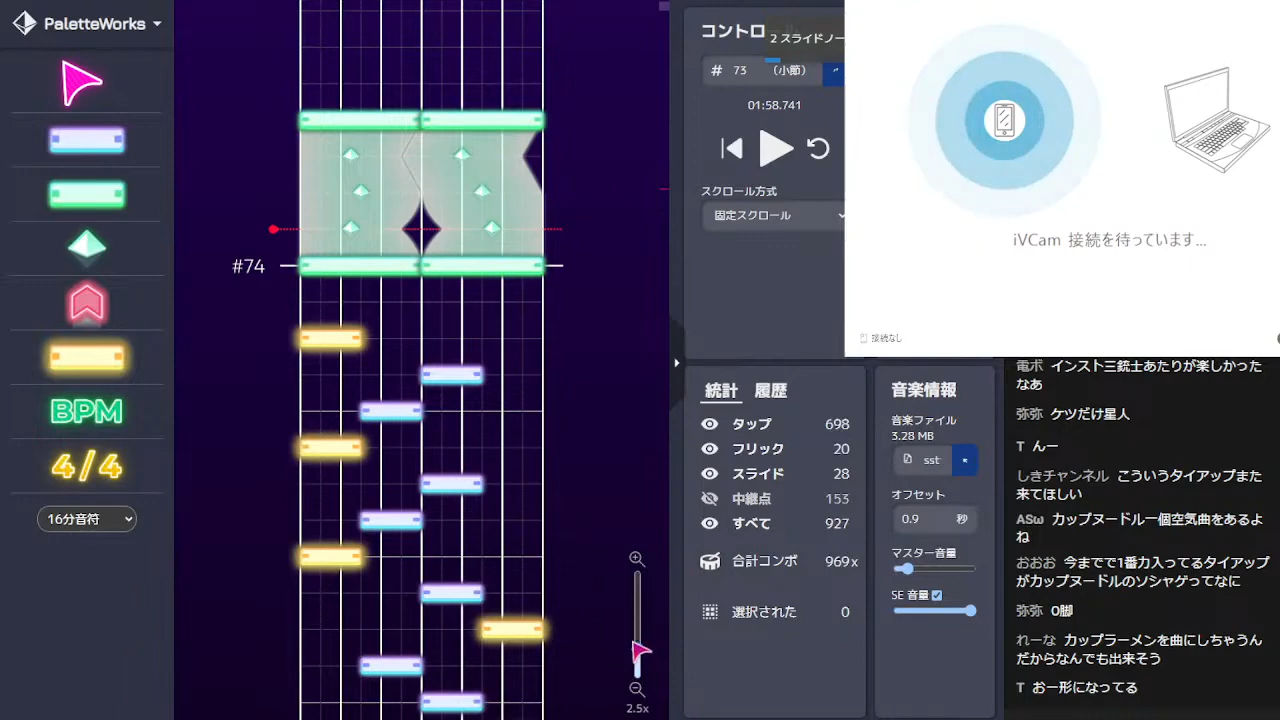 PaletteWorks
BPM
4/4
16分音符
#74
2.5x
コントロ
2 スライドノー
# 73 (小節)
01:58.741
スクロール方式
固定スクロール
iVCam 接続を待っています...
接続なし
統計 履歴
タップ 698
フリック 20
スライド 28
中継点 153
すべて 927
合計コンボ 969x
選択された 0
音楽情報
音楽ファイル
3.28 MB
sst
オフセット
0.9 秒
マスター音量
SE 音量
電ボ インスト三銃士あたりが楽しかった
なあ
弥弥 ケツだけ星人
T んー
しきチャンネル こういうタイアップまた
来てほしい
ASω カップヌードル一個空気曲をあるよ
ね
おおお 今までで1番力入ってるタイアップ
がカップヌードルのソシャゲってなに
弥弥 O脚
れーな カップラーメンを曲にしちゃうん
だからなんでも出来そう
T お一形になってる